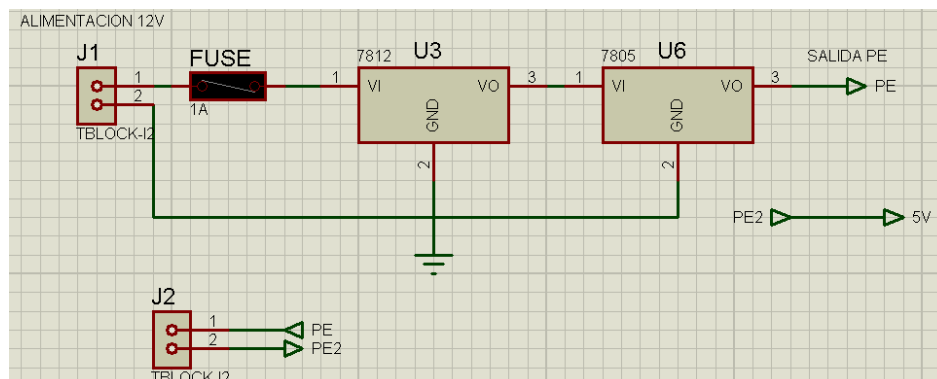 ALIMENTACION 12V
J1
1
2
TBLOCK-I2
FUSE
1A
1
7812
U3
VI
VO
GND
2
3
1
7805
U6
VI
VO
GND
2
3
SALIDA PE
PE
PE2
5V
J2
1
2
PE
PE2
TBLOCK-I2